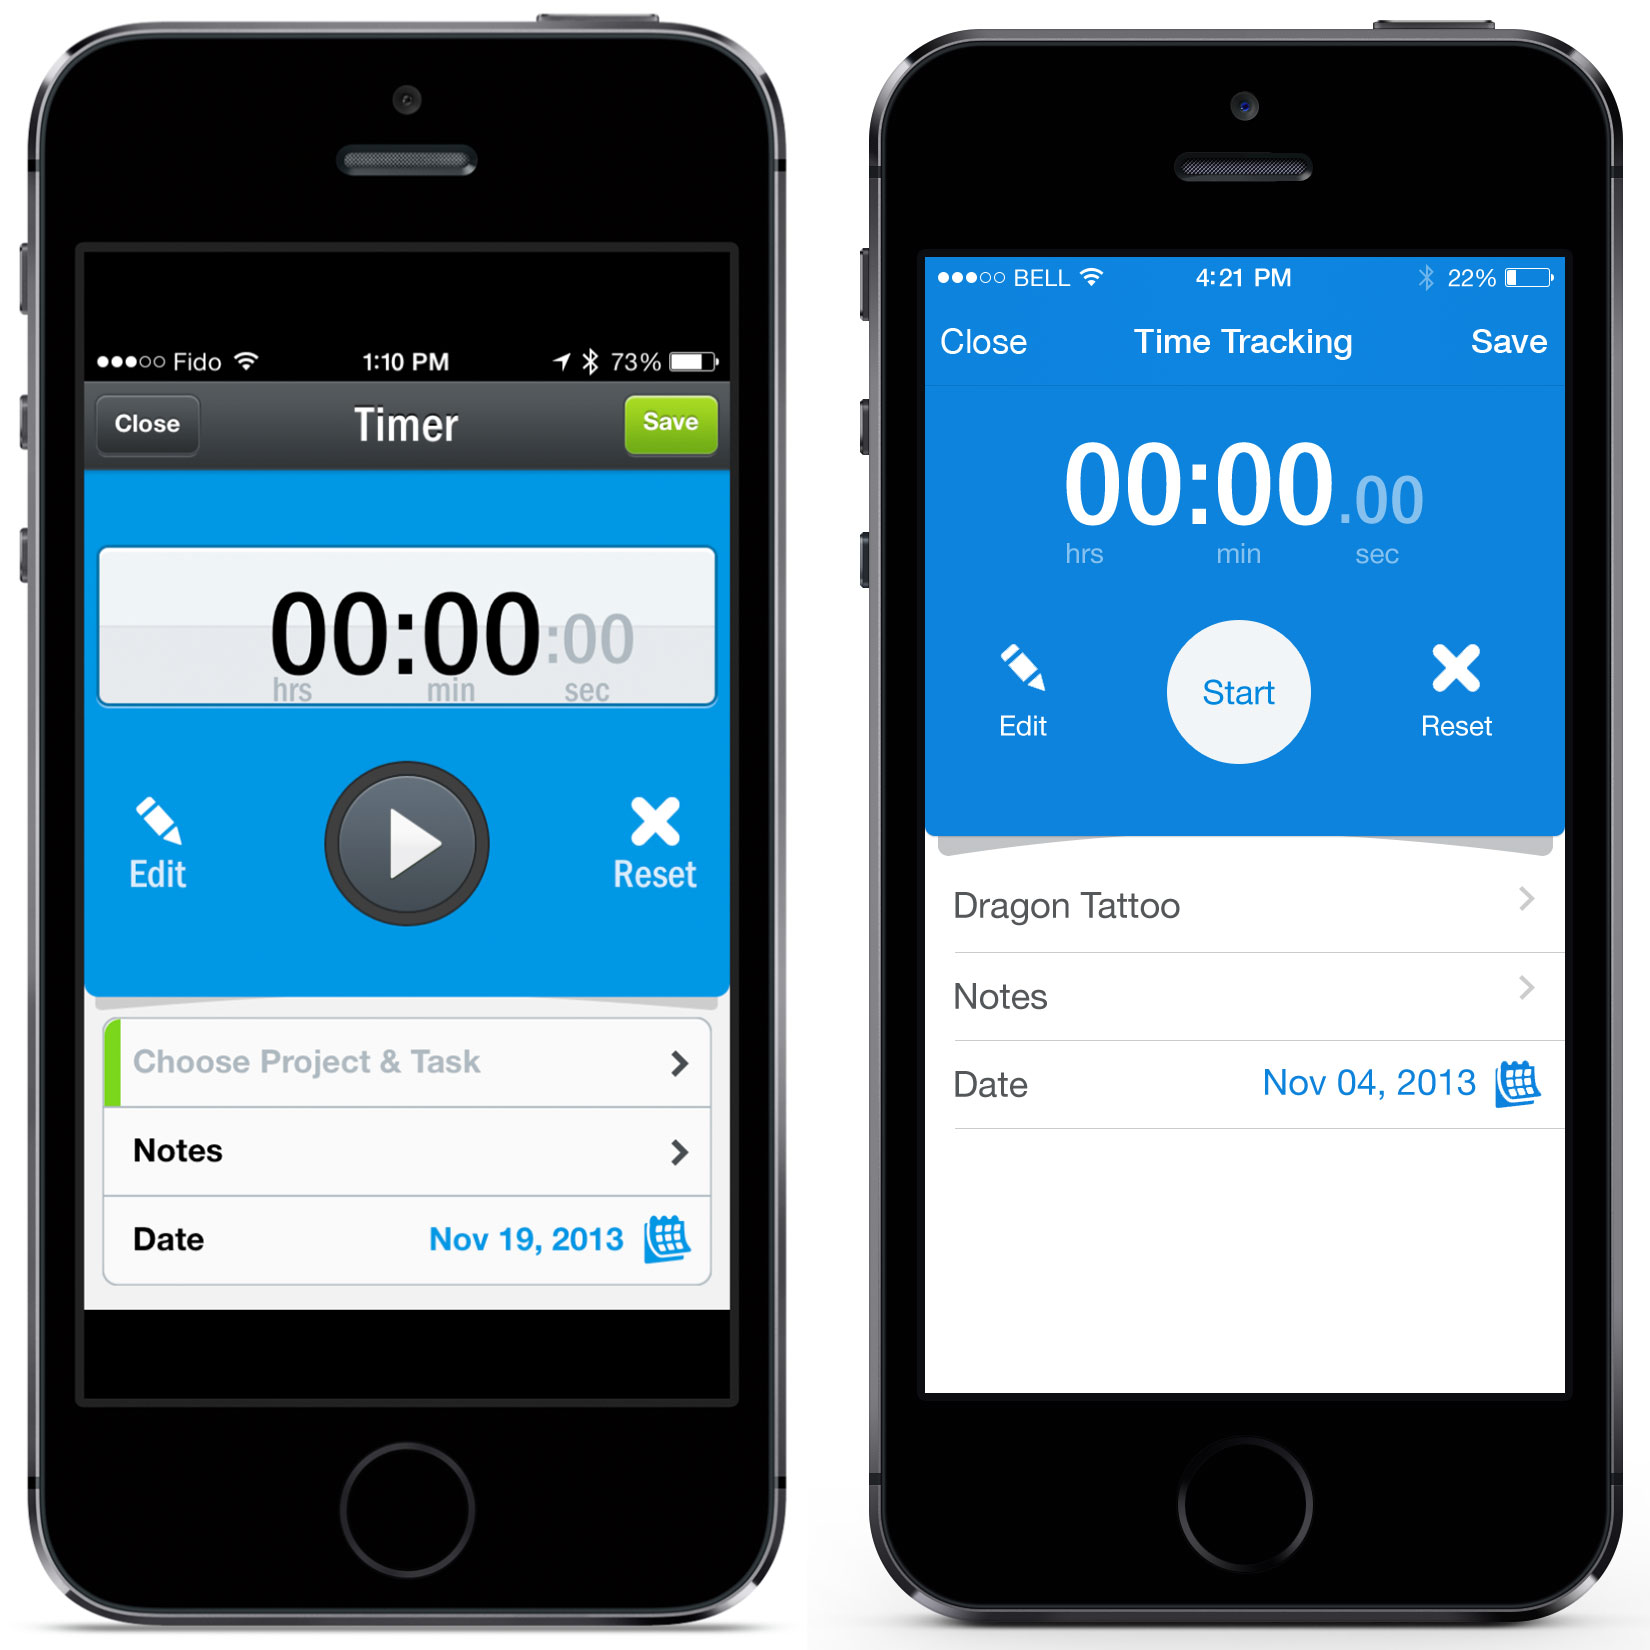 Fido 1:10 PM 73%
Close Timer Save
00:00:00
hrs min sec
Edit Reset
Choose Project & Task
Notes
Date Nov 19, 2013
BELL 4:21 PM 22%
Close Time Tracking Save
00:00.00
hrs min sec
Start
Edit Reset
Dragon Tattoo
Notes
Date Nov 04, 2013